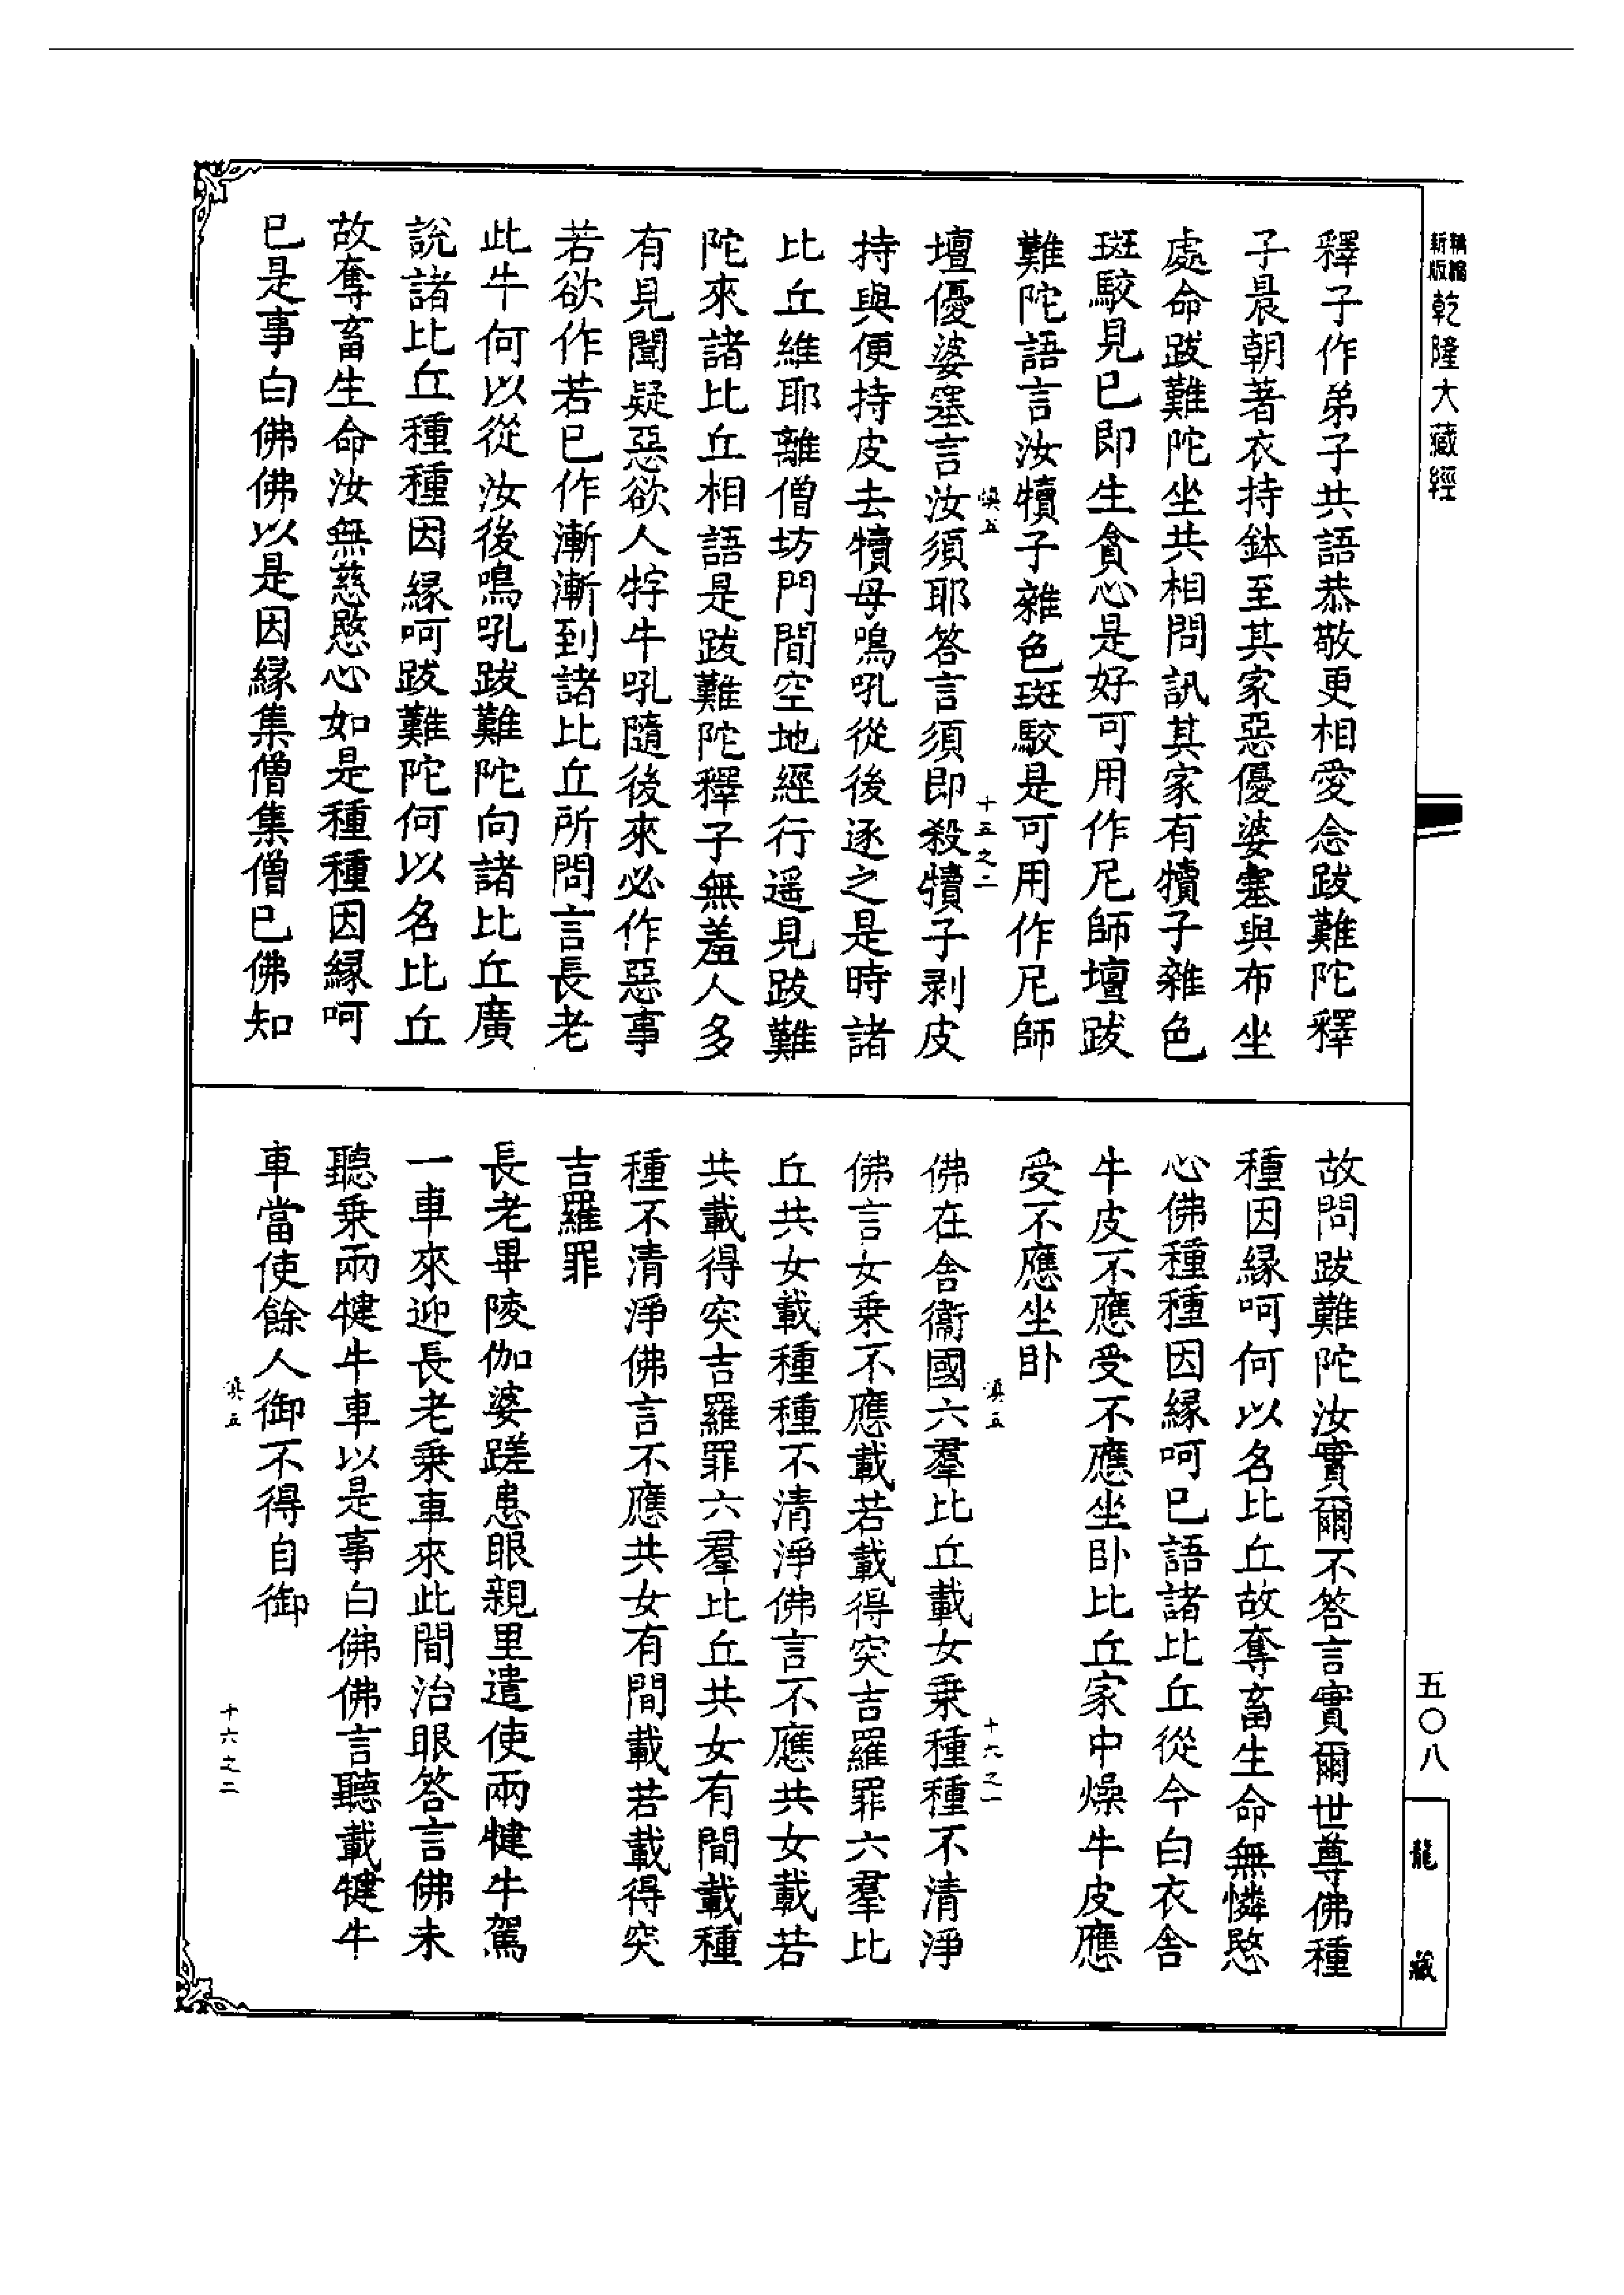 新版精縮乾隆大藏經
釋子作弟子共語恭敬更相愛念跋難陀釋
子晨朝著衣持鉢至其家惡優婆塞與布坐
處命跋難陀坐共相問訊其家有犢子雜色
斑駮見已即生貪心是好可用作尼師壇跋
難陀語言汝犢子雜色斑駮是可用作尼師
慎五
十五之二
壇優婆塞言汝須耶答言須即殺犢子剥皮
持與便持皮去犢母鳴吼從後逐之是時諸
比丘維耶離僧坊門間空地經行遥見跋難
陀來諸比丘相語是跋難陀釋子無羞人多
有見聞疑惡欲人牸牛吼隨後來必作惡事
若欲作若已作漸漸到諸比丘所問言長老
此牛何以從汝後鳴吼跋難陀向諸比丘廣
說諸比丘種種因緣呵跋難陀何以名比丘
故奪畜生命汝無慈愍心如是種種因緣呵
已是事白佛佛以是因緣集僧集僧已佛知
故問跋難陀汝實爾不答言實爾世尊佛種
種因緣呵何以名比丘故奪畜生命無憐愍
心佛種種因緣呵已語諸比丘從今白衣舍
牛皮不應受不應坐卧比丘家中燥牛皮應
受不應坐卧
慎五
十六之一
佛在舍衞國六羣比丘載女乗種種不清淨
佛言女乗不應載若載得突吉羅罪六羣比
丘共女載種種不清淨佛言不應共女載若
共載得突吉羅罪六羣比丘共女有間載種
種不清淨佛言不應共女有間載若載得突
吉羅罪
長老畢陵伽婆蹉患眼親里遣使兩犍牛駕
一車來迎長老乗車來此間治眼答言佛未
聽乗兩犍牛車以是事白佛佛言聽載犍牛
車當使餘人御不得自御
慎五
十六之二
五〇八
龍藏